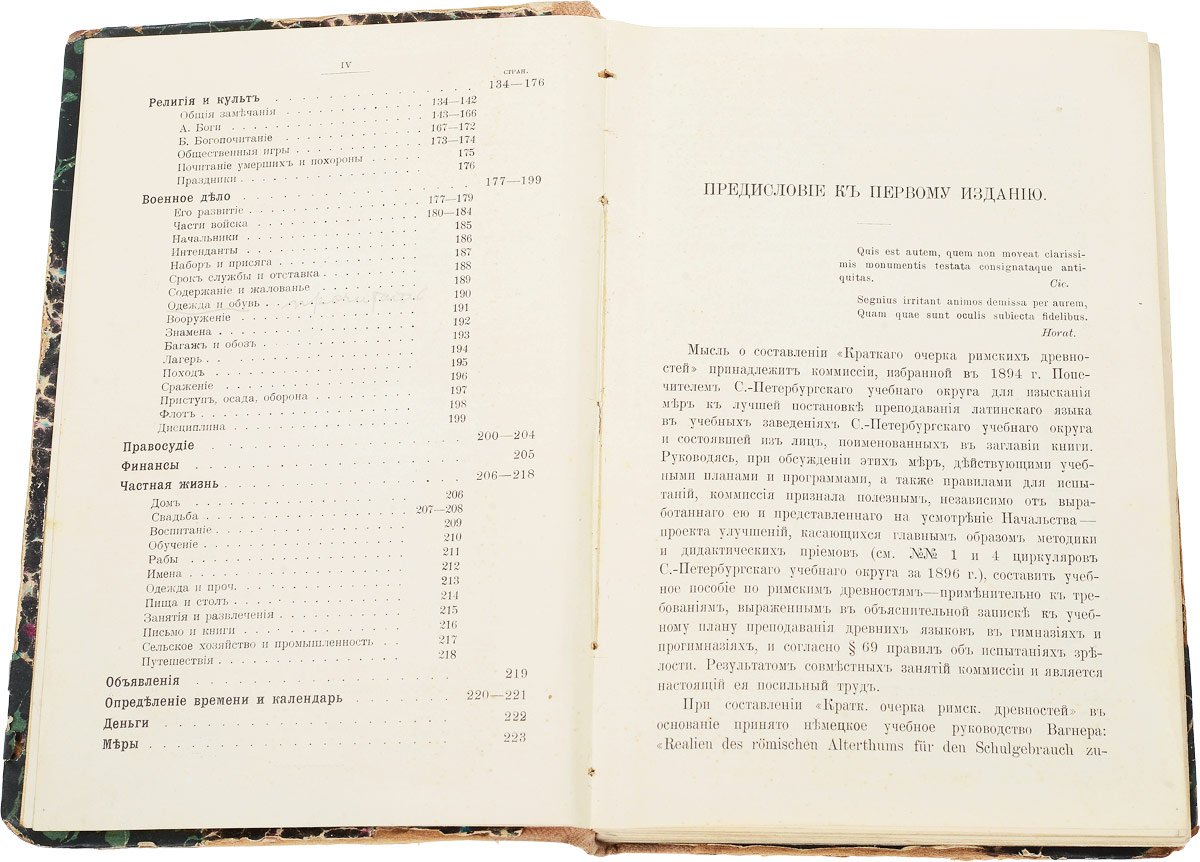 IV
СТРАН.
Религія и культъ . . . . . . . . . . . . . . . . . . 134—176
Общія замѣчанія . . . . . . . . . . . . . . . . 134—142
А. Боги . . . . . . . . . . . . . . . . . . . . 143—166
Б. Богопочитаніе . . . . . . . . . . . . . . . . 167—172
Общественныя игры . . . . . . . . . . . . . . . 173—174
Почитаніе умершихъ и похороны . . . . . . . 175
Праздники . . . . . . . . . . . . . . . . . . . 176
Военное дѣло . . . . . . . . . . . . . . . . . . . 177—199
Его развитіе . . . . . . . . . . . . . . . . . . 177—179
Части войска . . . . . . . . . . . . . . . . . . 180—184
Начальники . . . . . . . . . . . . . . . . . . . 185
Интенданты . . . . . . . . . . . . . . . . . . . 186
Наборъ и присяга . . . . . . . . . . . . . . . . 187
Срокъ службы и отставка . . . . . . . . . . . . 188
Содержаніе и жалованье . . . . . . . . . . . . 189
Одежда и обувь . . . . . . . . . . . . . . . . . 190
Вооруженіе . . . . . . . . . . . . . . . . . . . 191
Знамена . . . . . . . . . . . . . . . . . . . . . 192
Багажъ и обозъ . . . . . . . . . . . . . . . . . 193
Лагерь . . . . . . . . . . . . . . . . . . . . . 194
Походъ . . . . . . . . . . . . . . . . . . . . . 195
Сраженіе . . . . . . . . . . . . . . . . . . . . 196
Приступъ, осада, оборона . . . . . . . . . . . . 197
Флотъ . . . . . . . . . . . . . . . . . . . . . . 198
Дисциплина . . . . . . . . . . . . . . . . . . . 199
Правосудіе . . . . . . . . . . . . . . . . . . . . 200—204
Финансы . . . . . . . . . . . . . . . . . . . . . 205
Частная жизнь . . . . . . . . . . . . . . . . . . 206—218
Домъ . . . . . . . . . . . . . . . . . . . . . . 206
Свадьба . . . . . . . . . . . . . . . . . . . . . 207—208
Воспитаніе . . . . . . . . . . . . . . . . . . . 209
Обученіе . . . . . . . . . . . . . . . . . . . . 210
Рабы . . . . . . . . . . . . . . . . . . . . . . 211
Имена . . . . . . . . . . . . . . . . . . . . . . 212
Одежда и проч. . . . . . . . . . . . . . . . . . 213
Пища и столъ . . . . . . . . . . . . . . . . . . 214
Занятія и развлеченія . . . . . . . . . . . . . 215
Письмо и книги . . . . . . . . . . . . . . . . . 216
Сельское хозяйство и промышленность . . . . 217
Путешествія . . . . . . . . . . . . . . . . . . . 218
Объявленія . . . . . . . . . . . . . . . . . . . . 219
Опредѣленіе времени и календарь . . . . . . . . 220—221
Деньги . . . . . . . . . . . . . . . . . . . . . . 222
Мѣры . . . . . . . . . . . . . . . . . . . . . . . 223
ПРЕДИСЛОВІЕ КЪ ПЕРВОМУ ИЗДАНІЮ.
Quis est autem, quem non moveat clarissi-
mis monumentis testata consignataque anti-
quitas.
Cic.
Segnius irritant animos demissa per aurem,
Quam quae sunt oculis subiecta fidelibus.
Horat.
Мысль о составленіи «Краткаго очерка римскихъ древно-
стей» принадлежитъ коммиссіи, избранной въ 1894 г. Попе-
чителемъ С.-Петербургскаго учебнаго округа для изысканія
мѣръ къ лучшей постановкѣ преподаванія латинскаго языка
въ учебныхъ заведеніяхъ С.-Петербургскаго учебнаго округа
и состоявшей изъ лицъ, поименованныхъ въ заглавіи книги.
Руководясь, при обсужденіи этихъ мѣръ, дѣйствующими учеб-
ными планами и программами, а также правилами для испы-
таній, коммиссія признала полезнымъ, независимо отъ выра-
ботаннаго ею и представленнаго на усмотрѣніе Начальства—
проекта улучшеній, касающихся главнымъ образомъ методики
и дидактическихъ пріемовъ (см. №№ 1 и 4 циркуляровъ
С.-Петербургскаго учебнаго округа за 1896 г.), составить учеб-
ное пособіе по римскимъ древностямъ—примѣнительно къ тре-
бованіямъ, выраженнымъ въ объяснительной запискѣ къ учеб-
ному плану преподаванія древнихъ языковъ въ гимназіяхъ и
прогимназіяхъ, и согласно § 69 правилъ объ испытаніяхъ зрѣ-
лости. Результатомъ совмѣстныхъ занятій коммиссіи и является
настоящій ея посильный трудъ.
При составленіи «Кратк. очерка римск. древностей» въ
основаніе принято нѣмецкое учебное руководство Вагнера:
«Realien des römischen Alterthums für den Schulgebrauch zu-